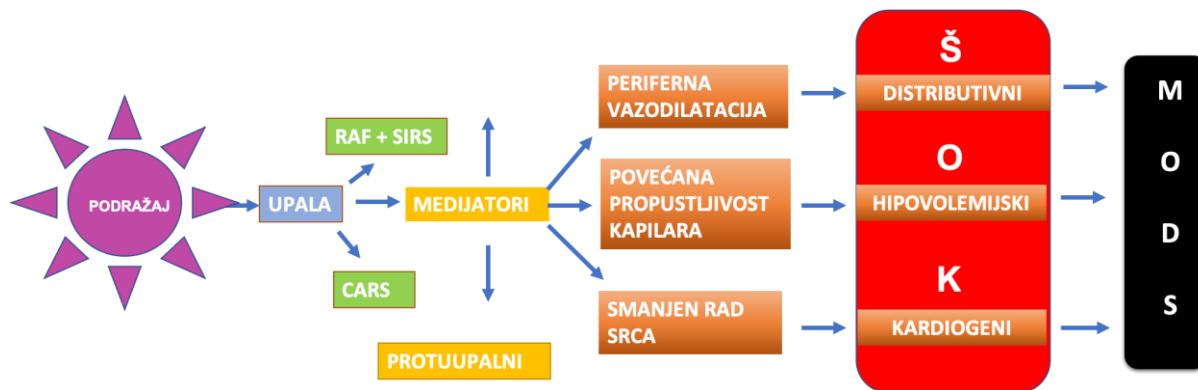 PODRAŽAJ
UPALA
RAF + SIRS
CARS
MEDIJATORI
PROTUUPALNI
PERIFERNA
VAZODILATACIJA
POVEĆANA
PROPUSTLJIVOST
KAPILARA
SMANJEN RAD
SRCA
Š
DISTRIBUTIVNI
O
HIPOVOLEMIJSKI
K
KARDIOGENI
M
O
D
S